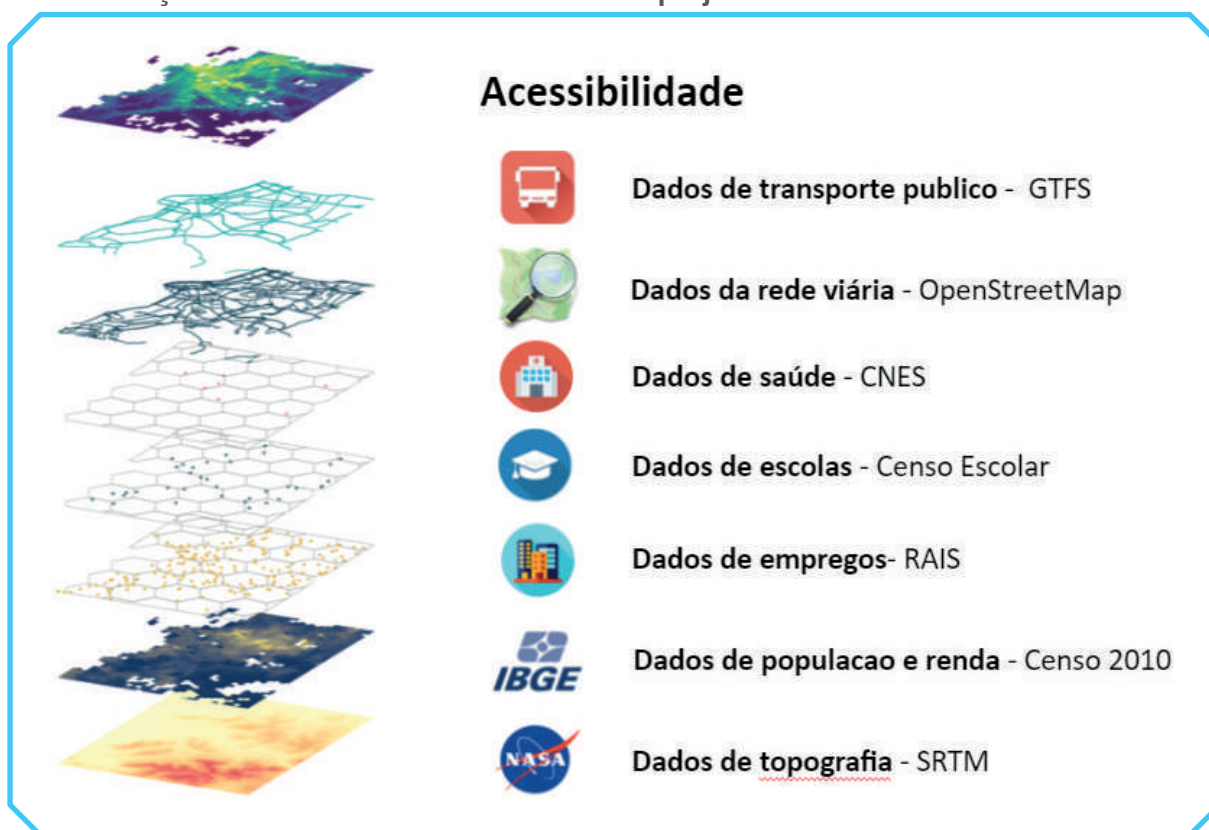 Acessibilidade
Dados de transporte publico - GTFS
Dados da rede viária - OpenStreetMap
Dados de saúde - CNES
Dados de escolas - Censo Escolar
Dados de empregos- RAIS
IBGE
Dados de populacao e renda - Censo 2010
NASA
Dados de topografia - SRTM